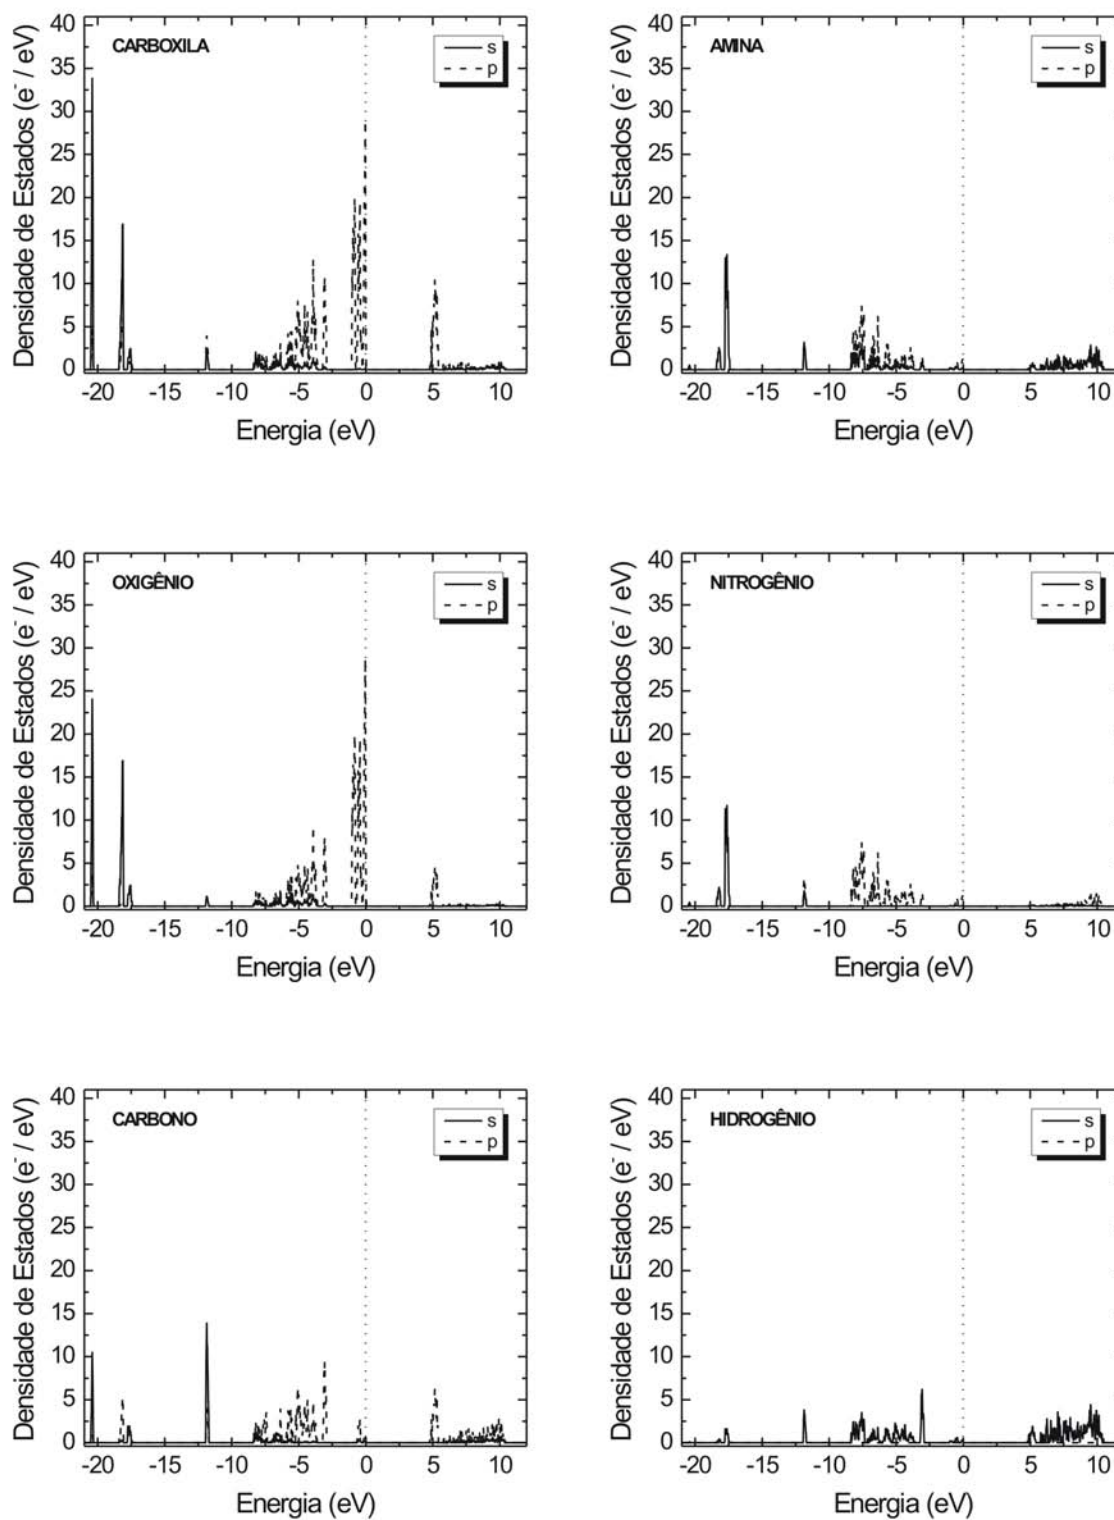 CARBOXILA
s
p
Densidade de Estados (e⁻ / eV)
40
35
30
25
20
15
10
5
0
-20 -15 -10 -5 0 5 10
Energia (eV)
AMINA
s
p
Densidade de Estados (e⁻ / eV)
40
35
30
25
20
15
10
5
0
-20 -15 -10 -5 0 5 10
Energia (eV)
OXIGÊNIO
s
p
Densidade de Estados (e⁻ / eV)
40
35
30
25
20
15
10
5
0
-20 -15 -10 -5 0 5 10
Energia (eV)
NITROGÊNIO
s
p
Densidade de Estados (e⁻ / eV)
40
35
30
25
20
15
10
5
0
-20 -15 -10 -5 0 5 10
Energia (eV)
CARBONO
s
p
Densidade de Estados (e⁻ / eV)
40
35
30
25
20
15
10
5
0
-20 -15 -10 -5 0 5 10
Energia (eV)
HIDROGÊNIO
s
p
Densidade de Estados (e⁻ / eV)
40
35
30
25
20
15
10
5
0
-20 -15 -10 -5 0 5 10
Energia (eV)